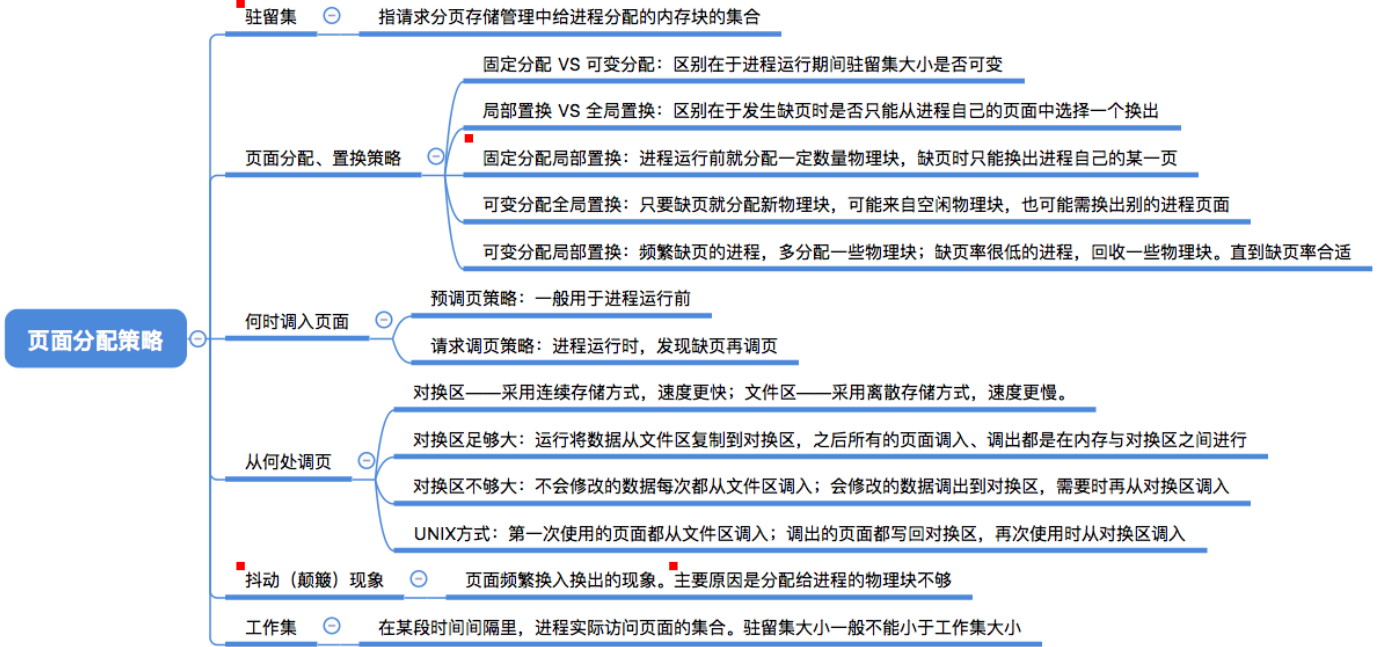 驻留集
指请求分页存储管理中给进程分配的内存块的集合
页面分配、置换策略
固定分配 VS 可变分配：区别在于进程运行期间驻留集大小是否可变
局部置换 VS 全局置换：区别在于发生缺页时是否只能从进程自己的页面中选择一个换出
固定分配局部置换：进程运行前就分配一定数量物理块，缺页时只能换出进程自己的某一页
可变分配全局置换：只要缺页就分配新物理块，可能来自空闲物理块，也可能需换出别的进程页面
可变分配局部置换：频繁缺页的进程，多分配一些物理块；缺页率很低的进程，回收一些物理块。直到缺页率合适
页面分配策略
何时调入页面
预调页策略：一般用于进程运行前
请求调页策略：进程运行时，发现缺页再调页
从何处调页
对换区——采用连续存储方式，速度更快；文件区——采用离散存储方式，速度更慢。
对换区足够大：运行将数据从文件区复制到对换区，之后所有的页面调入、调出都是在内存与对换区之间进行
对换区不够大：不会修改的数据每次都从文件区调入；会修改的数据调出到对换区，需要时再从对换区调入
UNIX方式：第一次使用的页面都从文件区调入；调出的页面都写回对换区，再次使用时从对换区调入
抖动（颠簸）现象
页面频繁换入换出的现象。主要原因是分配给进程的物理块不够
工作集
在某段时间间隔里，进程实际访问页面的集合。驻留集大小一般不能小于工作集大小